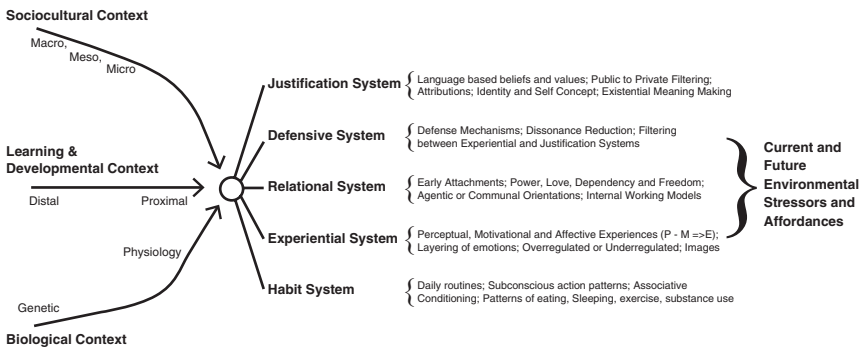 Sociocultural Context
Macro,
Meso,
Micro
Learning &
Developmental Context
Distal
Proximal
Physiology
Genetic
Biological Context
Justification System
Language based beliefs and values; Public to Private Filtering;
Attributions; Identity and Self Concept; Existential Meaning Making
Defensive System
Defense Mechanisms; Dissonance Reduction; Filtering
between Experiential and Justification Systems
Relational System
Early Attachments; Power, Love, Dependency and Freedom;
Agentic or Communal Orientations; Internal Working Models
Experiential System
Perceptual, Motivational and Affective Experiences (P - M =>E);
Layering of emotions; Overregulated or Underregulated; Images
Habit System
Daily routines; Subconscious action patterns; Associative
Conditioning; Patterns of eating, Sleeping, exercise, substance use
Current and
Future
Environmental
Stressors and
Affordances